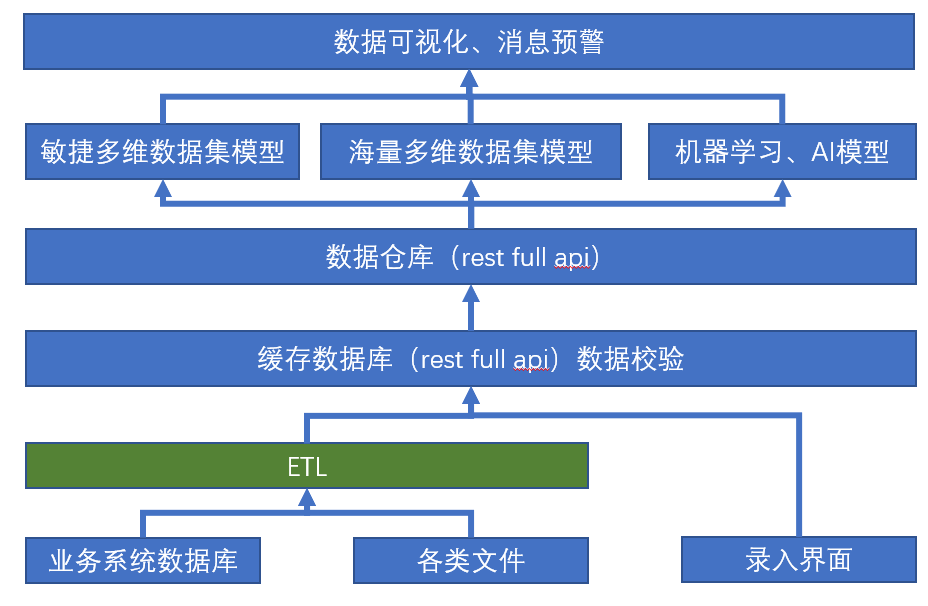 数据可视化、消息预警
敏捷多维数据集模型
海量多维数据集模型
机器学习、AI模型
数据仓库（rest full api）
缓存数据库（rest full api）数据校验
ETL
业务系统数据库
各类文件
录入界面